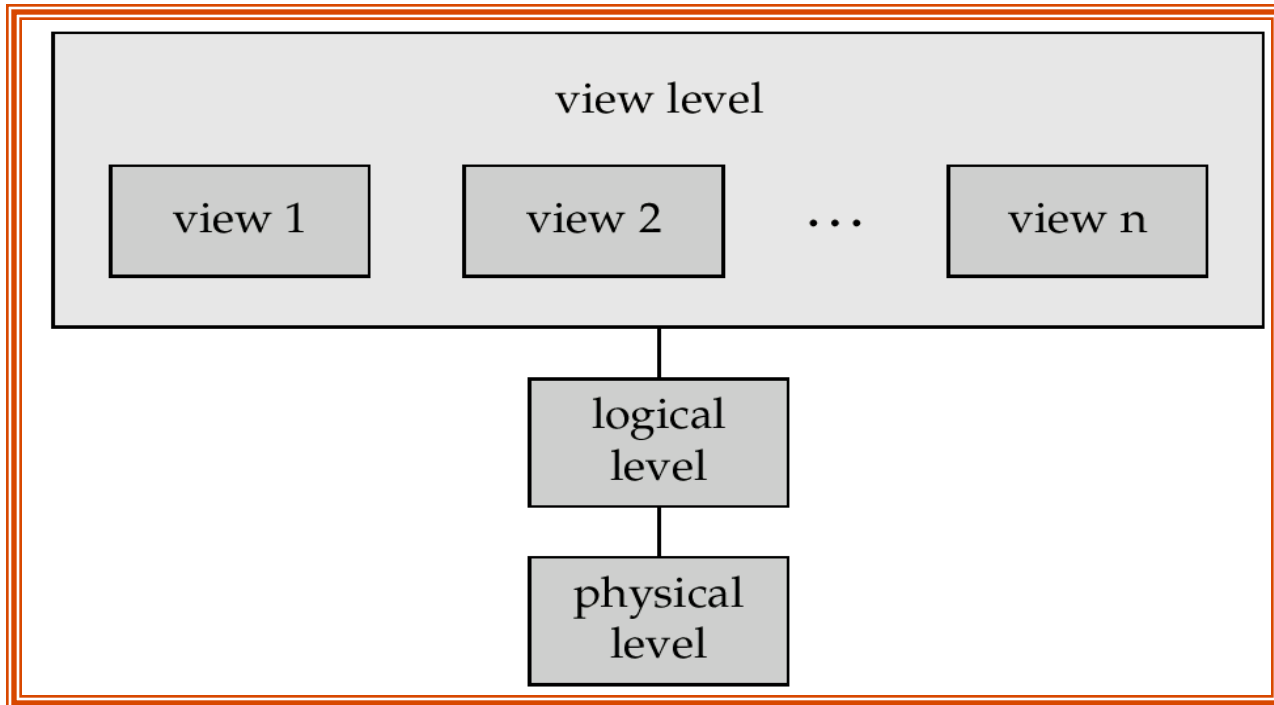 view level
view 1
view 2
...
view n
logical
level
physical
level